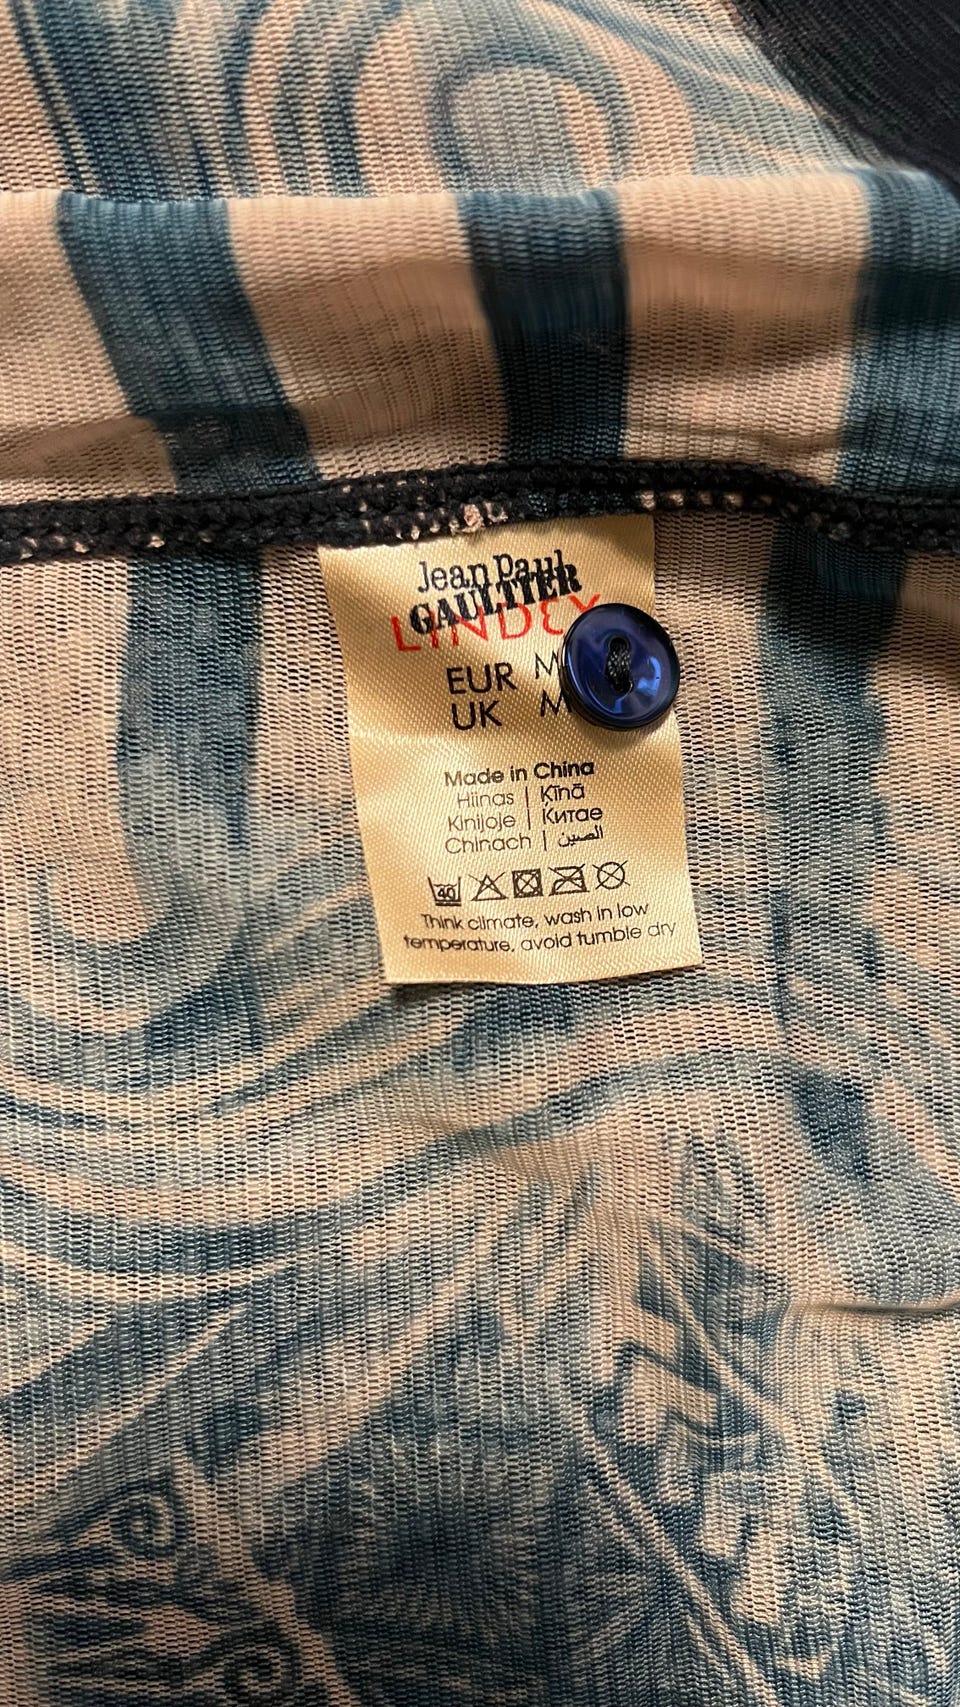 Jean Paul
GAULTIER
LINDEX
EUR M
UK M
Made in China
Hiinas | Ķīnā
Kinijoje | Китае
Chinach | الصين
40
Think climate, wash in low
temperature, avoid tumble dry